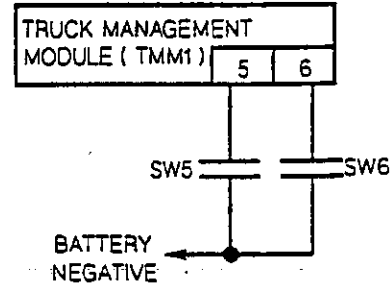 TRUCK MANAGEMENT
MODULE ( TMM1 )
5 6
SW5 SW6
BATTERY
NEGATIVE